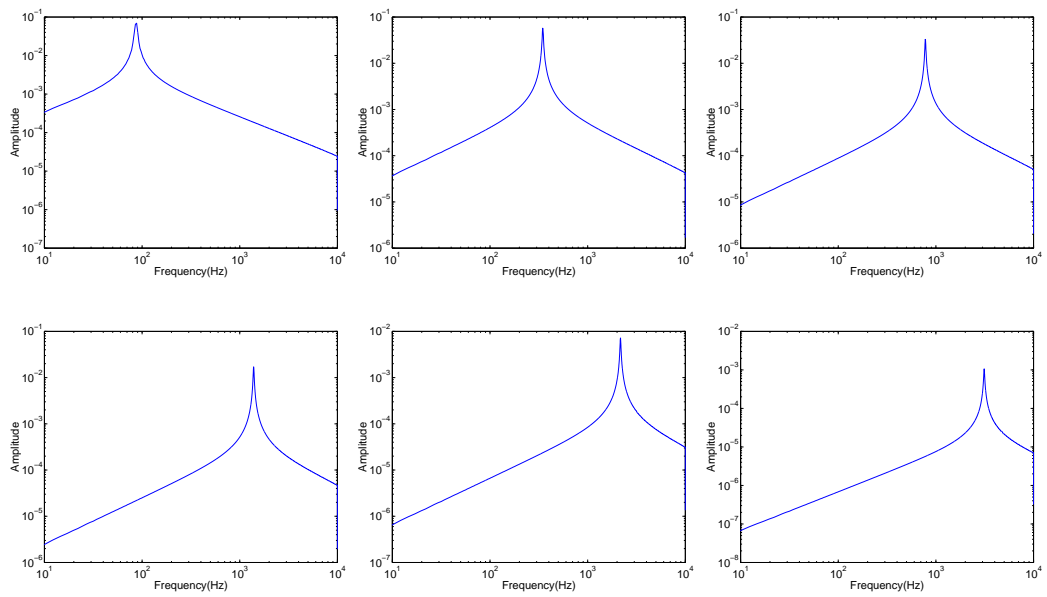 10^-1 10^-1 10^-1
10^-2 10^-2 10^-2
10^-3 10^-3 10^-3
10^-4 10^-4 10^-4
10^-5 10^-5 10^-5
10^-6 10^-6 10^-6
10^-7
Amplitude Amplitude Amplitude
10^1 10^2 10^3 10^4 10^1 10^2 10^3 10^4 10^1 10^2 10^3 10^4
Frequency(Hz) Frequency(Hz) Frequency(Hz)
10^-1 10^-2 10^-2
10^-2 10^-3 10^-3
10^-3 10^-4 10^-4
10^-4 10^-5 10^-5
10^-5 10^-6 10^-6
10^-6 10^-7 10^-7
10^-8
Amplitude Amplitude Amplitude
10^1 10^2 10^3 10^4 10^1 10^2 10^3 10^4 10^1 10^2 10^3 10^4
Frequency(Hz) Frequency(Hz) Frequency(Hz)